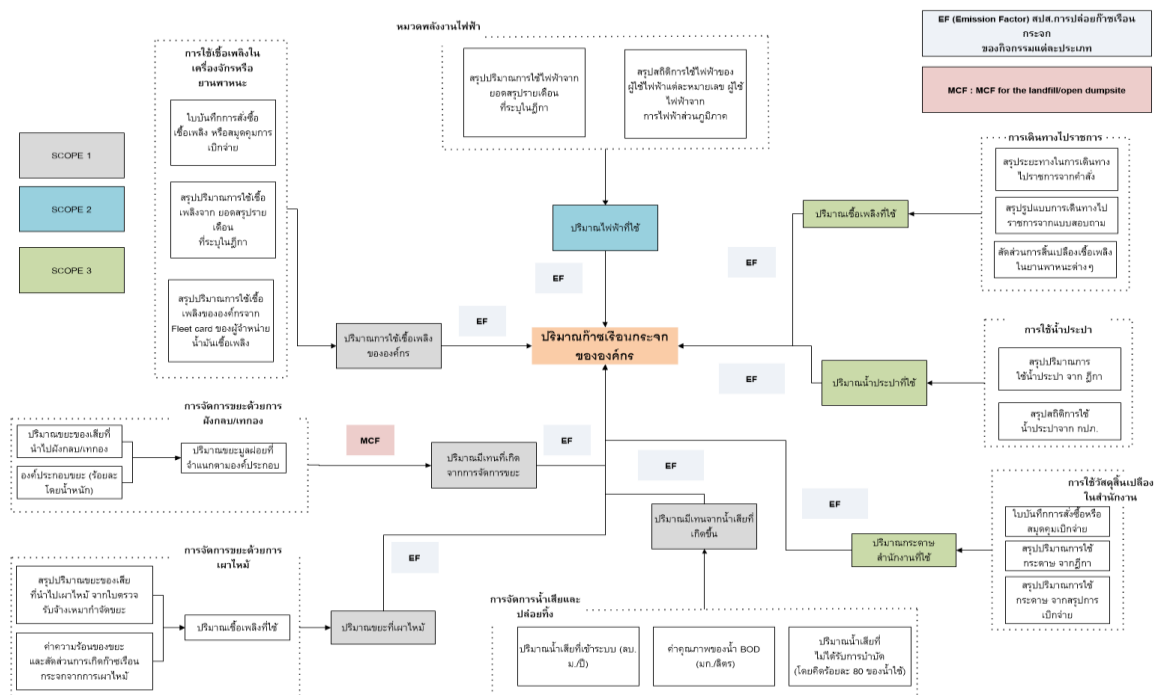 หมวดพลังงานไฟฟ้า
EF (Emission Factor) สปส.การปล่อยก๊าซเรือน
กระจก
ของกิจกรรมแต่ละประเภท
MCF : MCF for the landfill/open dumpsite
SCOPE 1
SCOPE 2
SCOPE 3
การใช้เชื้อเพลิงใน
เครื่องจักรหรือ
ยานพาหนะ
ใบบันทึกการสั่งซื้อ
เชื้อเพลิง หรือสมุดคุมการ
เบิกจ่าย
สรุปปริมาณการใช้เชื้อ
เพลิงจาก ยอดสรุปราย
เดือน
ที่ระบุในฎีกา
สรุปปริมาณการใช้เชื้อ
เพลิงขององค์กรจาก
Fleet card ของผู้จำหน่าย
น้ำมันเชื้อเพลิง
สรุปปริมาณการใช้ไฟฟ้าจาก
ยอดสรุปรายเดือน
ที่ระบุในฎีกา
สรุปสถิติการใช้ไฟฟ้าของ
ผู้ใช้ไฟฟ้าแต่ละหมายเลข ผู้ใช้
ไฟฟ้าจาก
การไฟฟ้าส่วนภูมิภาค
ปริมาณไฟฟ้าที่ใช้
EF
ปริมาณการใช้เชื้อเพลิง
ขององค์กร
EF
ปริมาณก๊าซเรือนกระจก
ขององค์กร
การเดินทางไปราชการ
สรุประยะทางในการเดินทาง
ไปราชการจากคำสั่ง
สรุปรูปแบบการเดินทางไป
ราชการจากแบบสอบถาม
สัดส่วนการสิ้นเปลืองเชื้อเพลิง
ในยานพาหนะต่างๆ
ปริมาณเชื้อเพลิงที่ใช้
EF
การใช้น้ำประปา
สรุปปริมาณการ
ใช้น้ำประปา จาก ฎีกา
สรุปสถิติการใช้
น้ำประปาจาก กปภ.
ปริมาณน้ำประปาที่ใช้
EF
การจัดการขยะด้วยการ
ฝังกลบ/เทกอง
ปริมาณขยะของเสียที่
นำไปฝังกลบ/เทกอง
องค์ประกอบขยะ (ร้อยละ
โดยน้ำหนัก)
ปริมาณขยะมูลฝอยที่
จำแนกตามองค์ประกอบ
MCF
ปริมาณมีเทนที่เกิด
จากการจัดการขยะ
EF
EF
ปริมาณมีเทนจากน้ำเสียที่
เกิดขึ้น
การใช้วัสดุสิ้นเปลือง
ในสำนักงาน
ใบบันทึกการสั่งซื้อหรือ
สมุดคุมเบิกจ่าย
สรุปปริมาณการใช้
กระดาษ จากฎีกา
สรุปปริมาณการใช้
กระดาษ จากสรุปการ
เบิกจ่าย
ปริมาณกระดาษ
สำนักงานที่ใช้
EF
การจัดการขยะด้วยการ
เผาไหม้
สรุปปริมาณขยะของเสีย
ที่นำไปเผาไหม้ จากใบตรวจ
รับจ้างเหมากำจัดขยะ
ค่าความร้อนของขยะ
และสัดส่วนการเกิดก๊าซเรือน
กระจกจากการเผาไหม้
ปริมาณเชื้อเพลิงที่ใช้
ปริมาณขยะที่เผาไหม้
EF
การจัดการน้ำเสียและ
ปล่อยทิ้ง
ปริมาณน้ำเสียที่เข้าระบบ (ลบ.
ม./ปี)
ค่าคุณภาพของน้ำ BOD
(มก./ลิตร)
ปริมาณน้ำเสียที่
ไม่ได้รับการบำบัด
(โดยคิดร้อยละ 80 ของน้ำใช้)